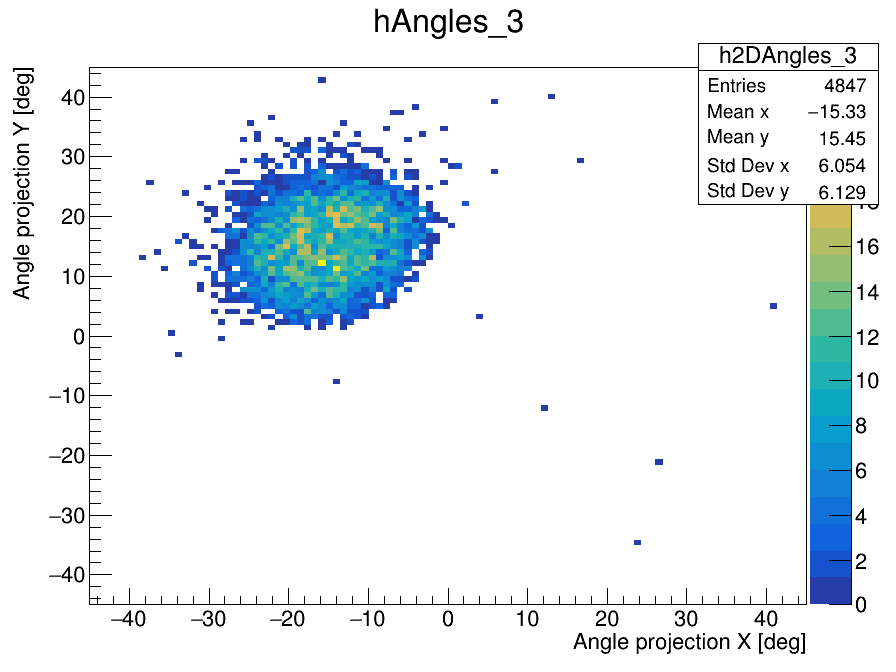 hAngles_3
h2DAngles_3
Entries 4847
Mean x −15.33
Mean y 15.45
Std Dev x 6.054
Std Dev y 6.129
Angle projection Y [deg]
40
30
20
10
0
−10
−20
−30
−40
−40 −30 −20 −10 0 10 20 30 40
Angle projection X [deg]
16
14
12
10
8
6
4
2
0